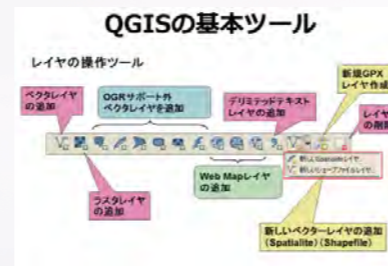 QGISの基本ツール
レイヤの操作ツール
新規GPX
レイヤ作成
ベクタレイヤ
の追加
OGRサポート外
ベクタレイヤを追加
デリミテッドテキスト
レイヤの追加
レイヤ
の削除
Web Mapレイヤ
の追加
新しいSpatialiteレイヤ
新しいシェープファイルレイヤ
ラスタレイヤ
の追加
新しいベクターレイヤの追加
(Spatialite)(Shapefile)